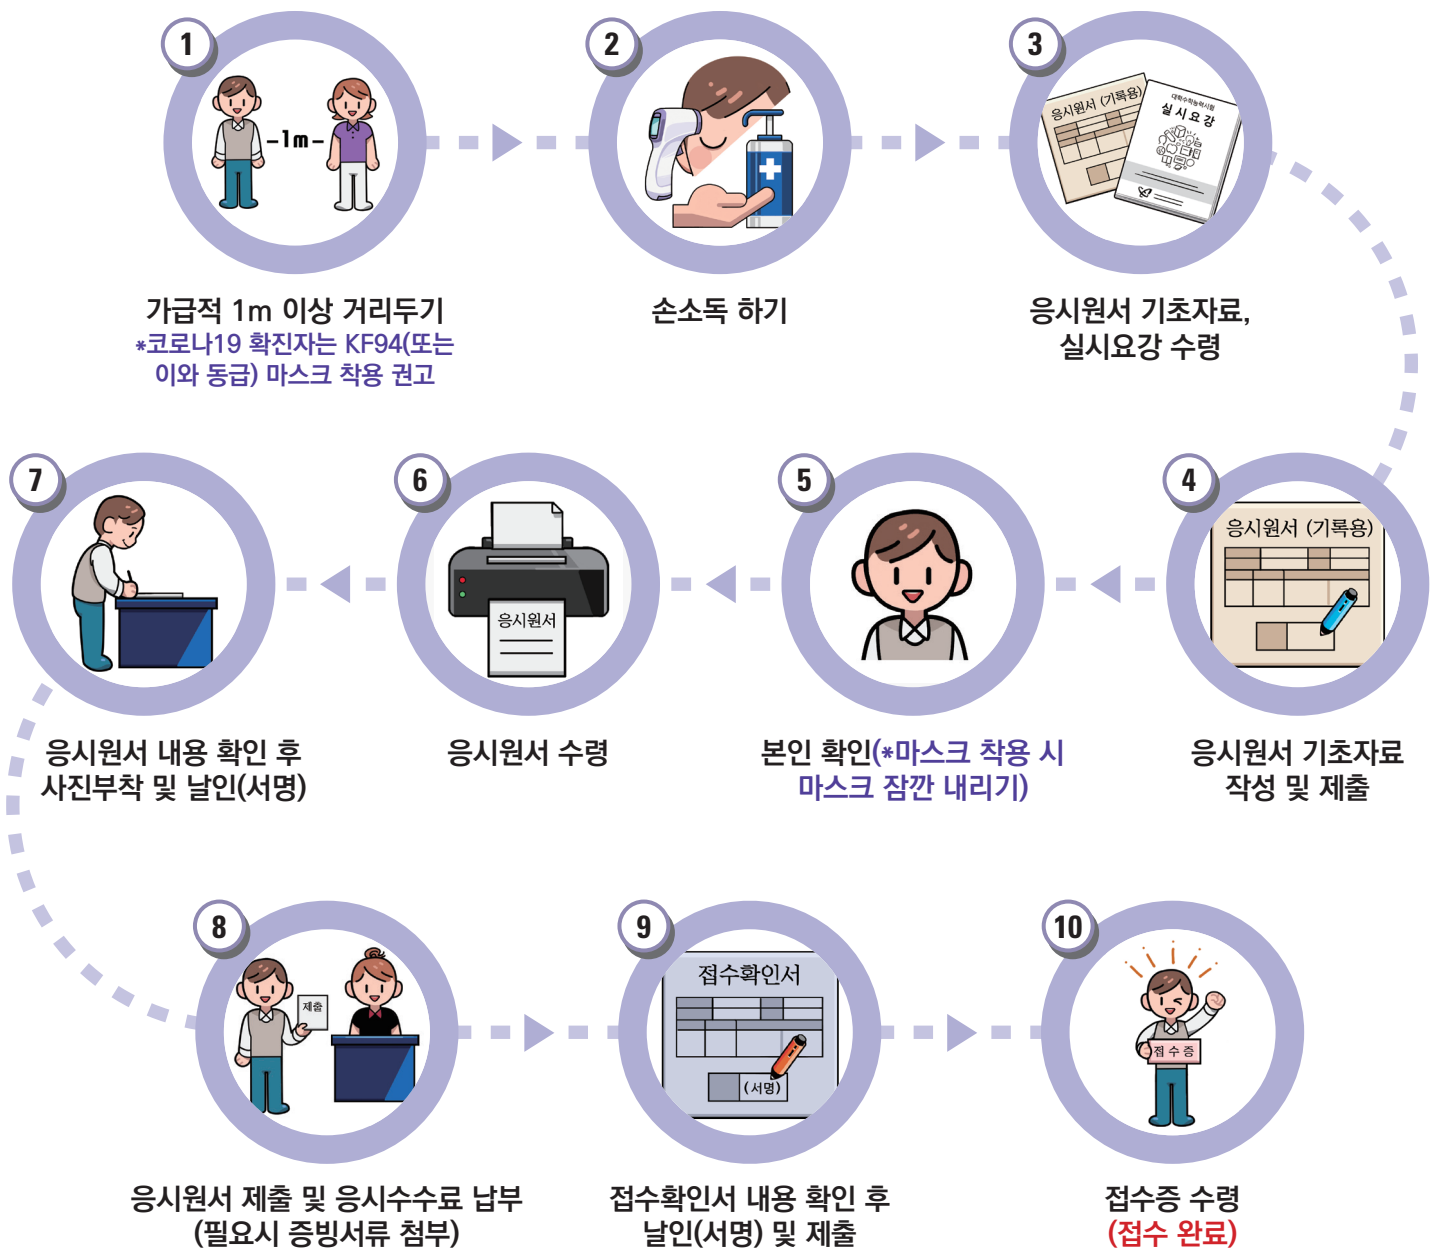 1
-1m-
가급적 1m 이상 거리두기
*코로나19 확진자는 KF94(또는
이와 동급) 마스크 착용 권고
2
손소독 하기
3
응시원서 (기록용)
대학수학능력시험
실시요강
응시원서 기초자료,
실시요강 수령
4
응시원서 (기록용)
응시원서 기초자료
작성 및 제출
5
본인 확인(*마스크 착용 시
마스크 잠깐 내리기)
6
응시원서
응시원서 수령
7
응시원서 내용 확인 후
사진부착 및 날인(서명)
8
제출
응시원서 제출 및 응시수수료 납부
(필요시 증빙서류 첨부)
9
접수확인서
(서명)
접수확인서 내용 확인 후
날인(서명) 및 제출
10
접수증
접수증 수령
(접수 완료)